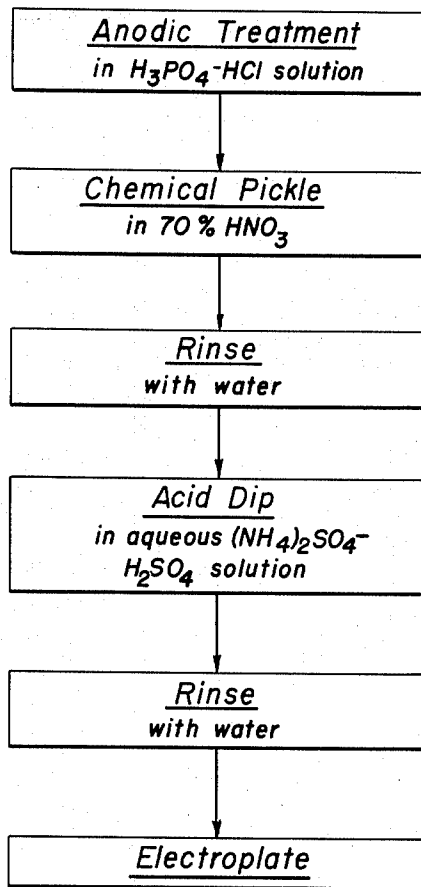 Anodic Treatment
in H₃PO₄-HCl solution
Chemical Pickle
in 70% HNO₃
Rinse
with water
Acid Dip
in aqueous (NH₄)₂SO₄-
H₂SO₄ solution
Rinse
with water
Electroplate